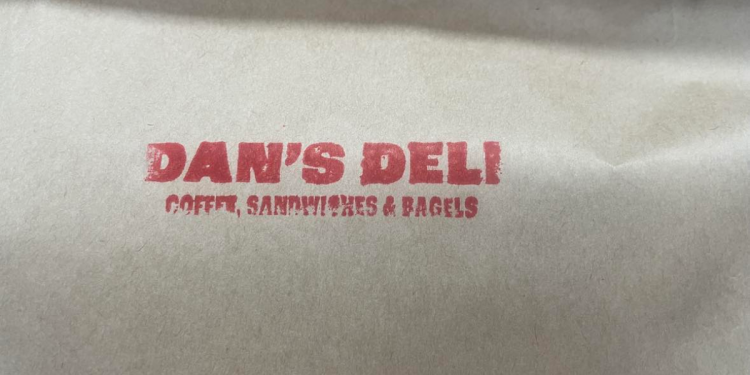 DAN'S DELI
COFFEE, SANDWICHES & BAGELS